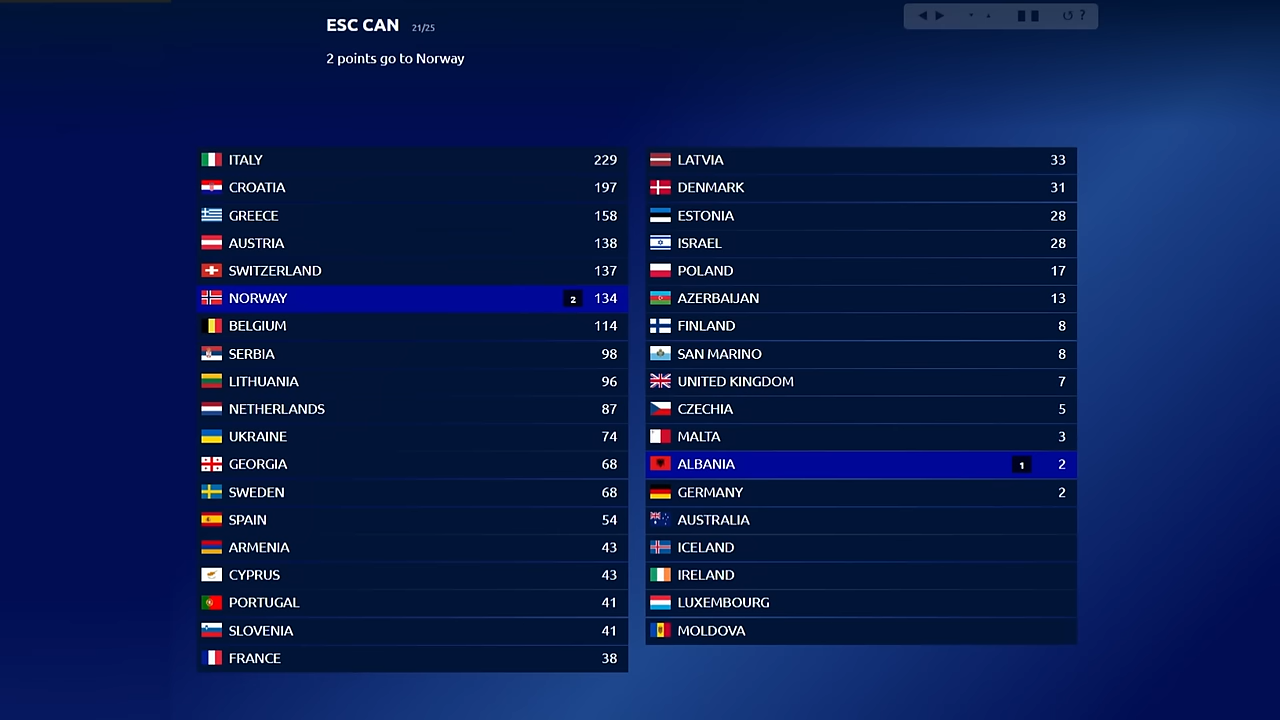 ESC CAN 21/25
2 points go to Norway
ITALY 229
CROATIA 197
GREECE 158
AUSTRIA 138
SWITZERLAND 137
NORWAY 2 134
BELGIUM 114
SERBIA 98
LITHUANIA 96
NETHERLANDS 87
UKRAINE 74
GEORGIA 68
SWEDEN 68
SPAIN 54
ARMENIA 43
CYPRUS 43
PORTUGAL 41
SLOVENIA 41
FRANCE 38
LATVIA 33
DENMARK 31
ESTONIA 28
ISRAEL 28
POLAND 17
AZERBAIJAN 13
FINLAND 8
SAN MARINO 8
UNITED KINGDOM 7
CZECHIA 5
MALTA 3
ALBANIA 1 2
GERMANY 2
AUSTRALIA
ICELAND
IRELAND
LUXEMBOURG
MOLDOVA